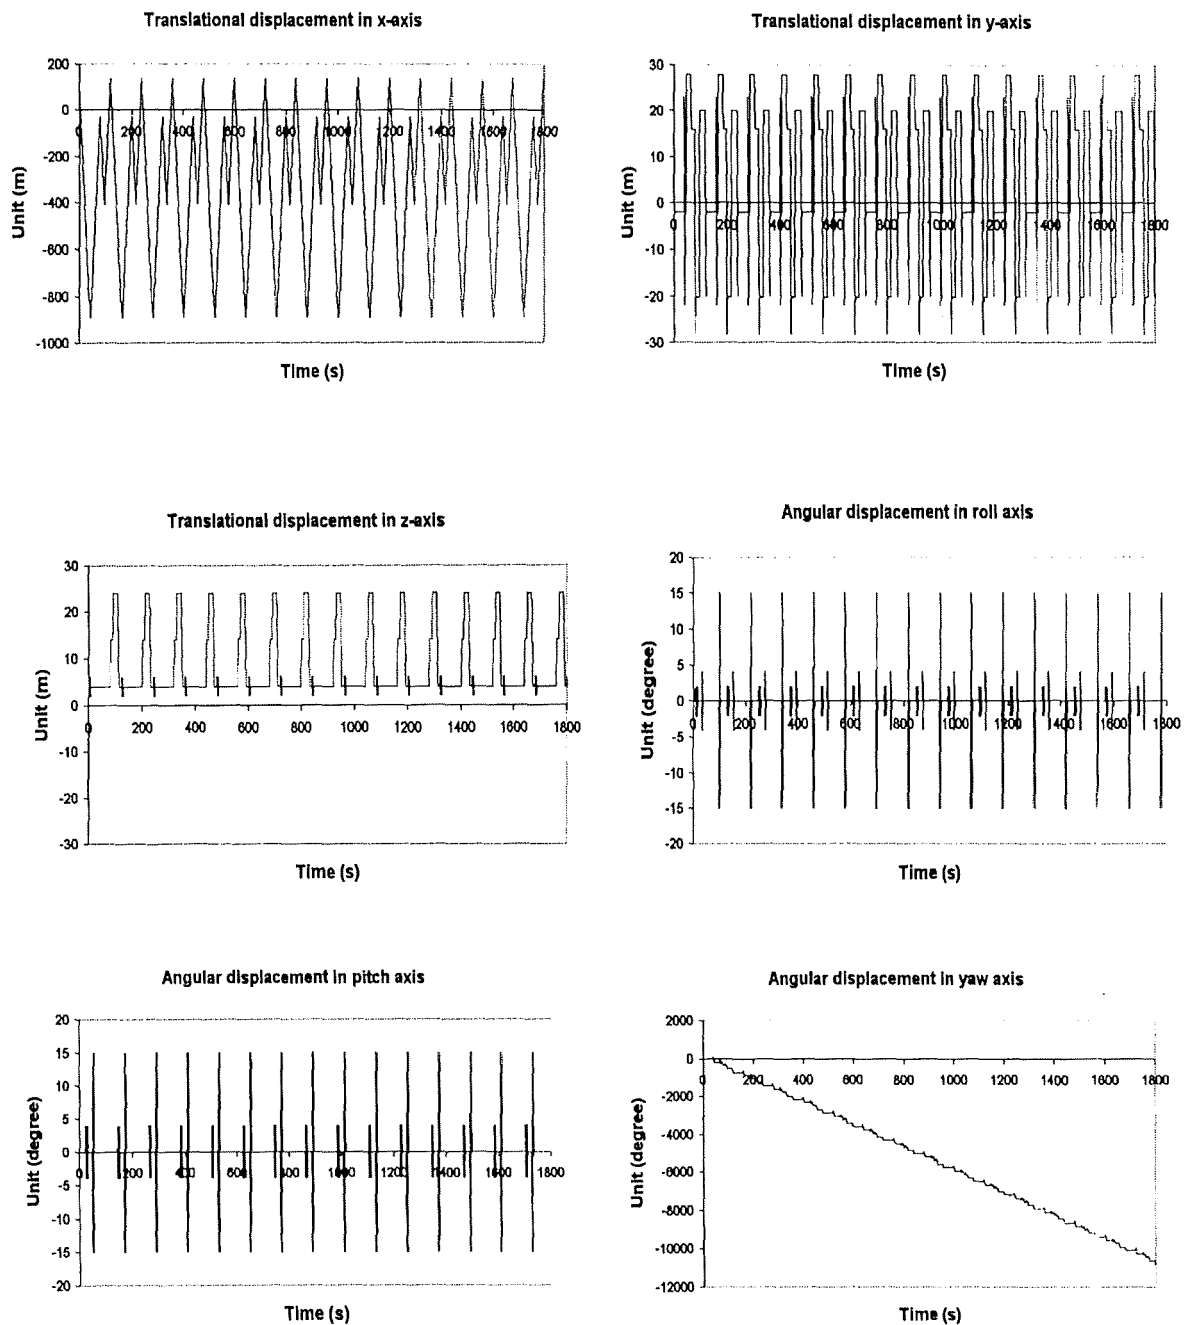 Translational displacement in x-axis
200
0
-200
-400
-600
-800
-1000
0 200 400 600 800 1000 1200 1400 1600 1800
Unit (m)
Time (s)
Translational displacement in y-axis
30
20
10
0
-10
-20
-30
0 200 400 600 800 1000 1200 1400 1600 1800
Unit (m)
Time (s)
Translational displacement in z-axis
30
20
10
0
-10
-20
-30
0 200 400 600 800 1000 1200 1400 1600 1800
Unit (m)
Time (s)
Angular displacement in roll axis
20
15
10
5
0
-5
-10
-15
-20
0 200 400 600 800 1000 1200 1400 1600 1800
Unit (degree)
Time (s)
Angular displacement in pitch axis
20
15
10
5
0
-5
-10
-15
-20
0 200 400 600 800 1000 1200 1400 1600 1800
Unit (degree)
Time (s)
Angular displacement in yaw axis
2000
0
-2000
-4000
-6000
-8000
-10000
-12000
0 200 400 600 800 1000 1200 1400 1600 1800
Unit (degree)
Time (s)